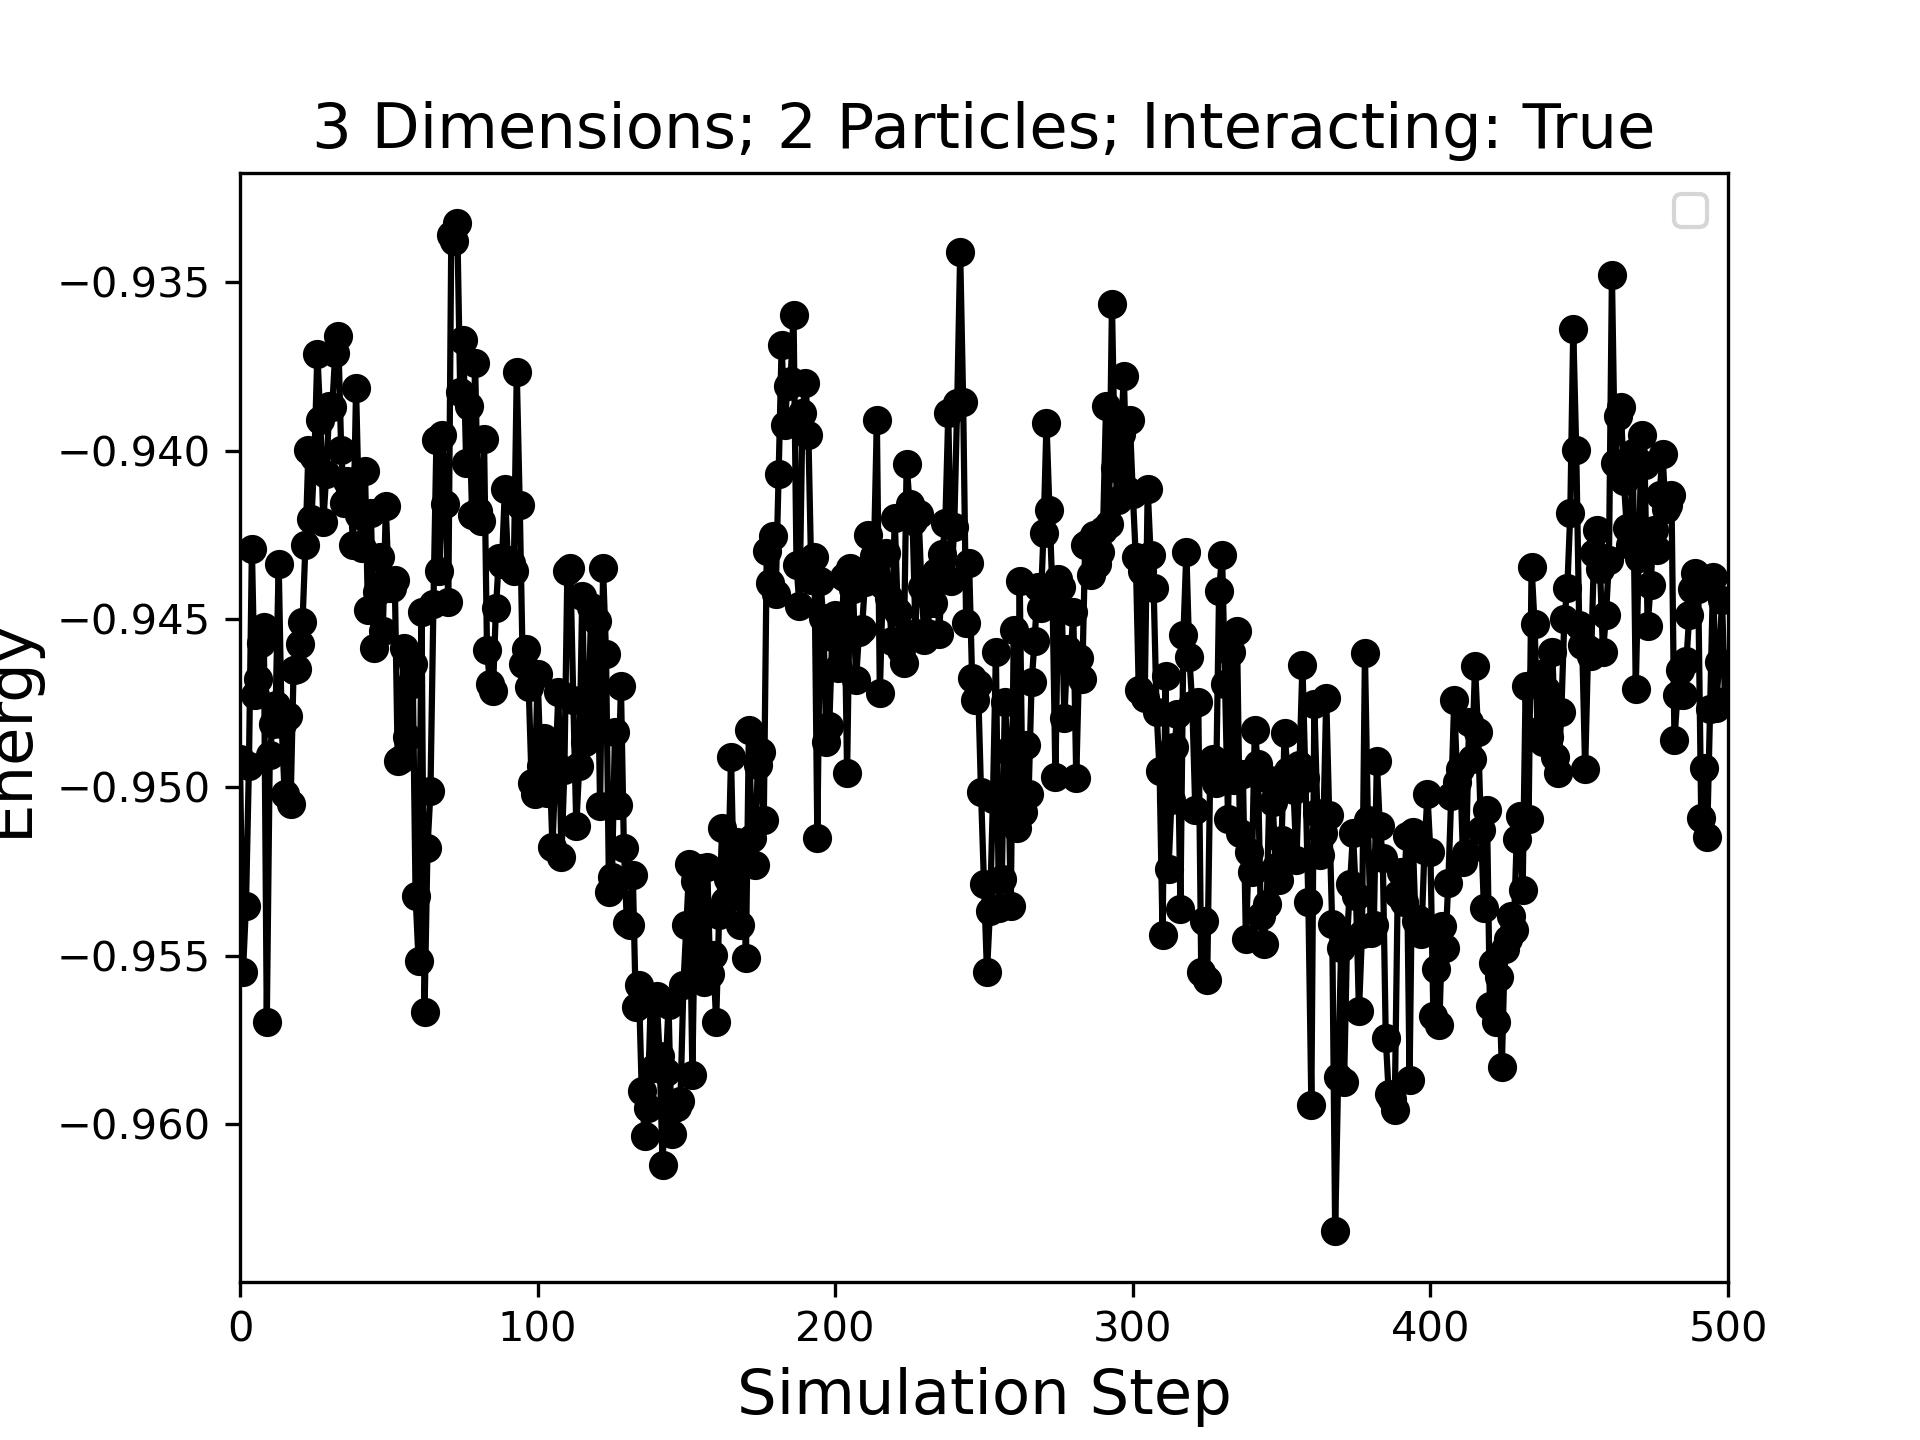 3 Dimensions; 2 Particles; Interacting: True
Energy
−0.935
−0.940
−0.945
−0.950
−0.955
−0.960
0 100 200 300 400 500
Simulation Step